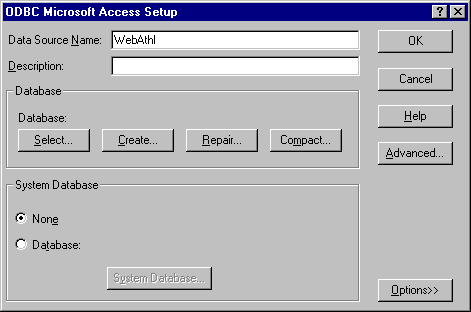 ODBC Microsoft Access Setup
Data Source Name: WebAthl
OK
Description:
Cancel
Database
Help
Database:
Select... Create... Repair... Compact...
Advanced...
System Database
None
Database:
System Database...
Options>>